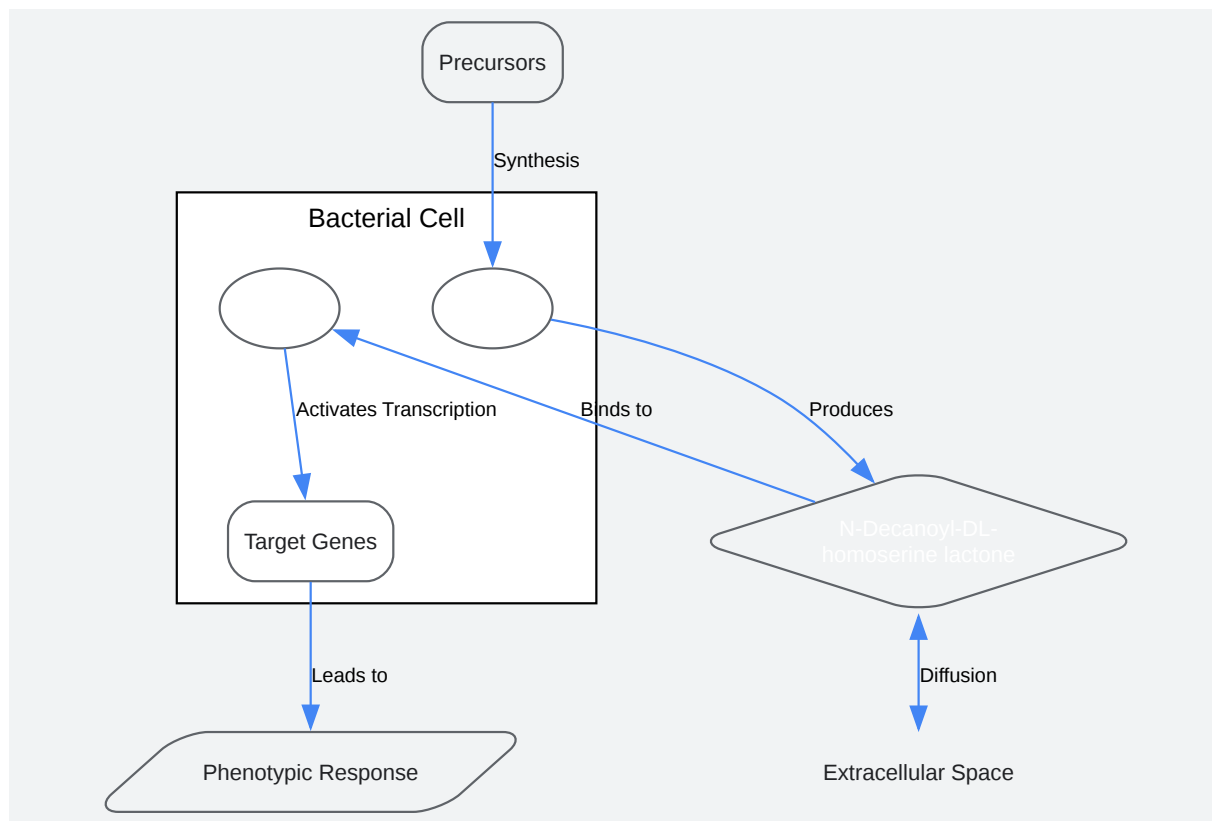 Precursors
Synthesis
Bacterial Cell
Activates Transcription
Binds to
Produces
N-Decanoyl-DL-
homoserine lactone
Target Genes
Leads to
Diffusion
Phenotypic Response
Extracellular Space